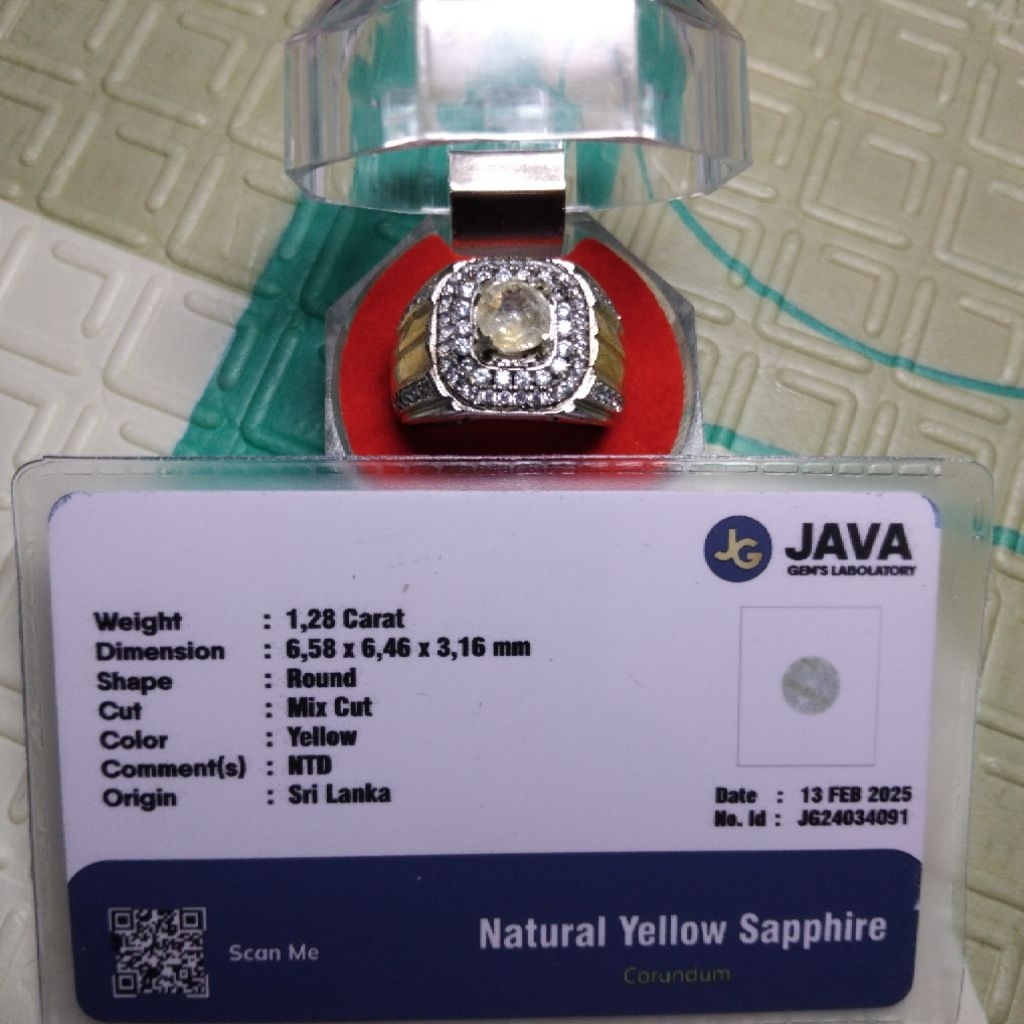 JG JAVA
GEM'S LABOLATORY
Weight : 1,28 Carat
Dimension : 6,58 x 6,46 x 3,16 mm
Shape : Round
Cut : Mix Cut
Color : Yellow
Comment(s) : NTD
Origin : Sri Lanka
Date : 13 FEB 2025
No. Id : JG24034091
Scan Me
Natural Yellow Sapphire
Corundum